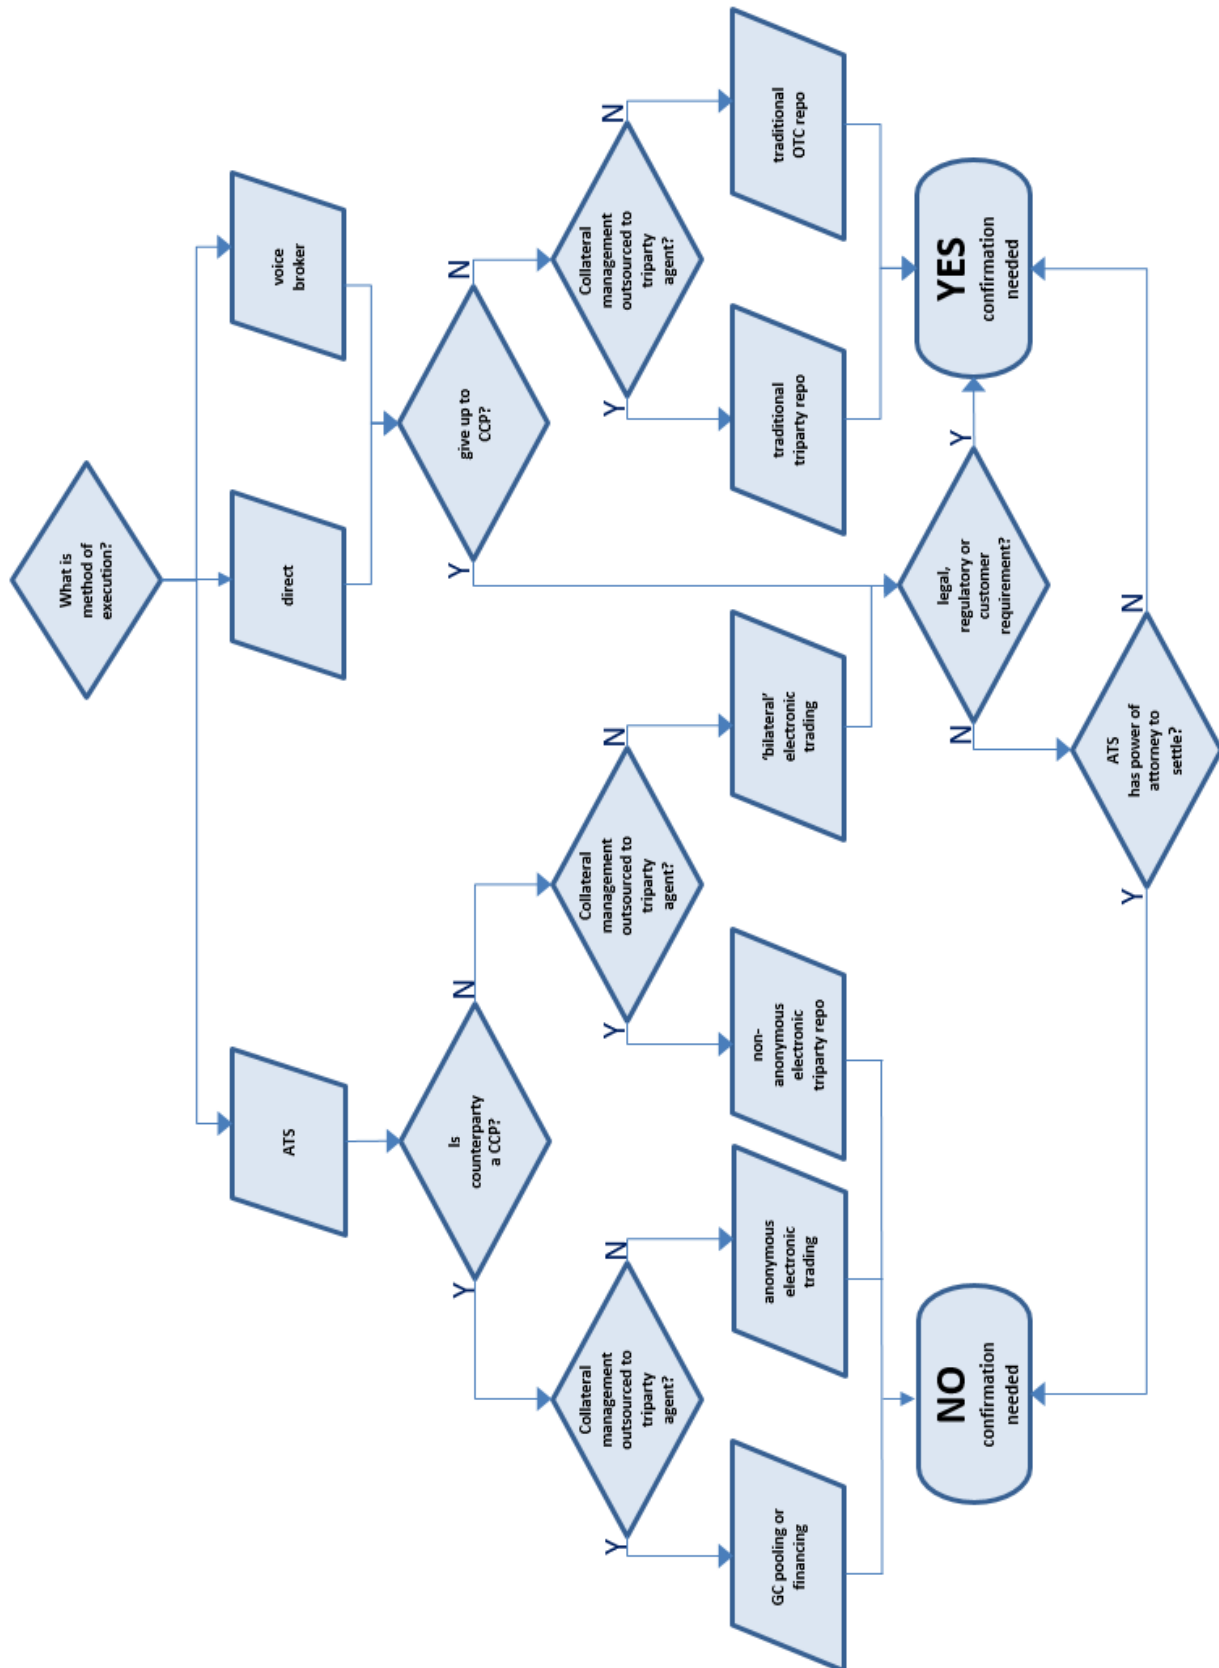 What is
method of
execution?
ATS
direct
voice
broker
Is
counterparty
a CCP?
Y
N
give up to
CCP?
Y
N
Collateral
management
outsourced to
triparty
agent?
Y
N
Collateral
management
outsourced to
triparty
agent?
Y
N
Collateral
management
outsourced to
triparty
agent?
Y
N
GC pooling or
financing
anonymous
electronic
trading
non-
anonymous
electronic
triparty repo
'bilateral'
electronic
trading
traditional
triparty repo
traditional
OTC repo
legal,
regulatory or
customer
requirement?
N
Y
NO
confirmation
needed
YES
confirmation
needed
ATS
has power of
attorney to
settle?
Y
N